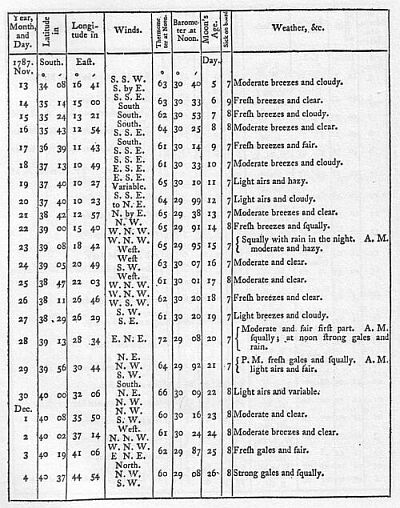 Year, Month, and Day. Latitude in Longitude in Winds. Thermometer at Noon. Barometer at Noon. Moon's Age. Sick on board Weather, &c.
1787. South. East. Day.
Nov. ° ′ ° ′ ° °
S. S. W.
13 34 08 16 41 S. by E. 63 30 40 5 7 Moderate breezes and cloudy.
S. S. E.
14 35 14 15 00 South 63 30 33 6 9 Freſh breezes and clear.
15 35 24 13 21 South. 62 30 53 7 8 Freſh breezes and cloudy.
South.
16 35 43 12 54 S. S. E. 64 30 25 8 8 Moderate breezes and clear.
South.
17 36 39 11 43 S. S. E. 61 30 14 9 7 Freſh breezes and fair.
S. S. E.
18 37 13 10 49 E. S. E. 61 30 33 10 7 Moderate breezes and cloudy.
E. S. E.
19 37 40 10 27 Variable. 65 30 10 11 7 Light airs and hazy.
S. S. E.
20 37 40 10 23 to N. E. 64 29 99 12 7 Light airs and cloudy.
21 38 42 12 57 N. by E. 65 29 38 13 7 Moderate breezes and clear.
N. W.
22 39 00 15 40 W. N. W. 65 29 91 14 8 Freſh breezes and ſqually.
W. N. W.
23 39 08 18 42 Weſt. 65 29 95 15 7 Squally with rain in the night. A. M. moderate and hazy.
Weſt.
24 39 05 20 49 S. W. 63 30 07 16 7 Moderate and clear.
N. W.
25 38 47 22 03 W. N. W. 63 30 01 17 8 Moderate and clear.
26 38 11 26 46 W. S. W. 62 30 20 18 7 Freſh breezes and clear.
S. W.
27 38 29 26 29 S. E. 61 30 20 19 7 Light breezes and cloudy.
28 39 13 28 34 E. N. E. 72 29 08 20 7 Moderate and fair firſt part. A. M. ſqually; at noon ſtrong gales and rain.
N. E.
29 39 56 30 44 N. W. 64 29 92 21 7 P. M. freſh gales and ſqually. A. M. light airs and fair.
S. W.
South.
30 40 00 32 06 N. E. 66 30 09 22 8 Light airs and variable.
Dec. N. W.
N. W.
1 40 08 35 50 S. W. 60 30 16 23 8 Moderate and clear.
Weſt.
2 40 02 37 14 N. N. W. 61 30 24 24 8 Moderate breezes and clear.
W. N. W.
3 40 19 41 06 E N. E. 62 29 87 25 8 Freſh gales and fair.
North.
4 40 37 44 54 N. W. 60 29 08 26 8 Strong gales and ſqually.
S. W.